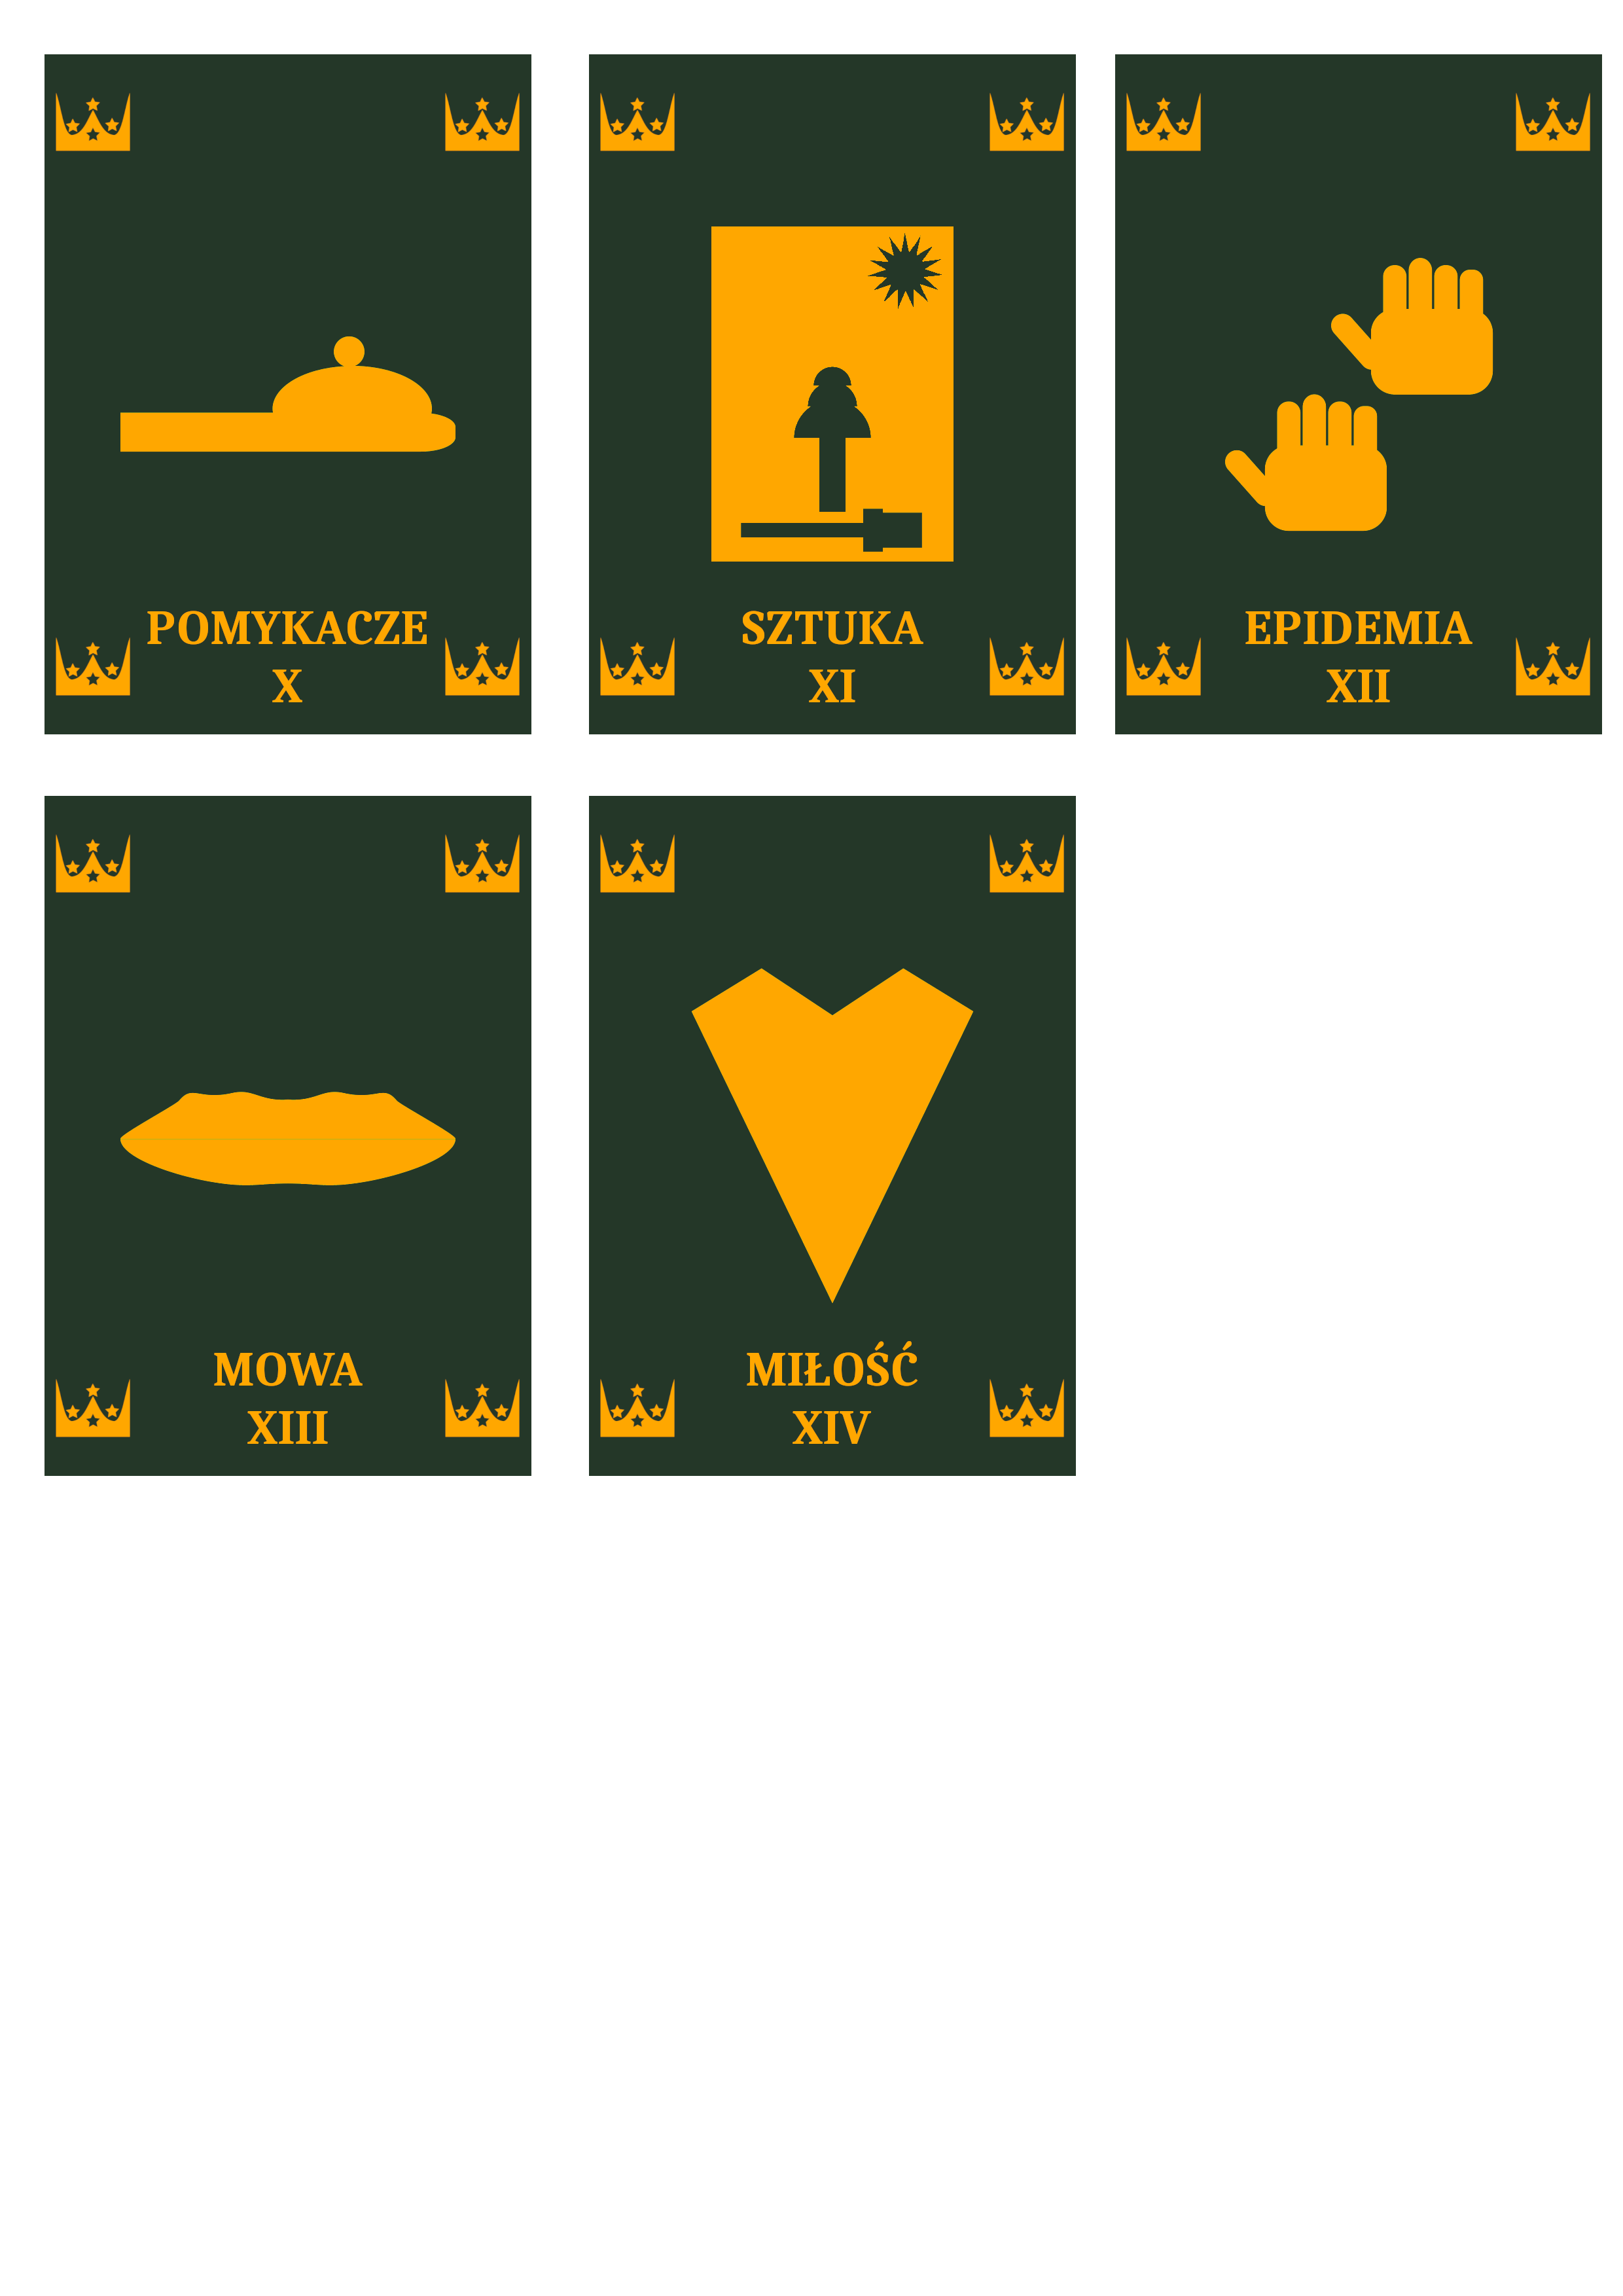 POMYKACZE
X
SZTUKA
XI
EPIDEMIA
XII
MOWA
XIII
MIŁOŚĆ
XIV